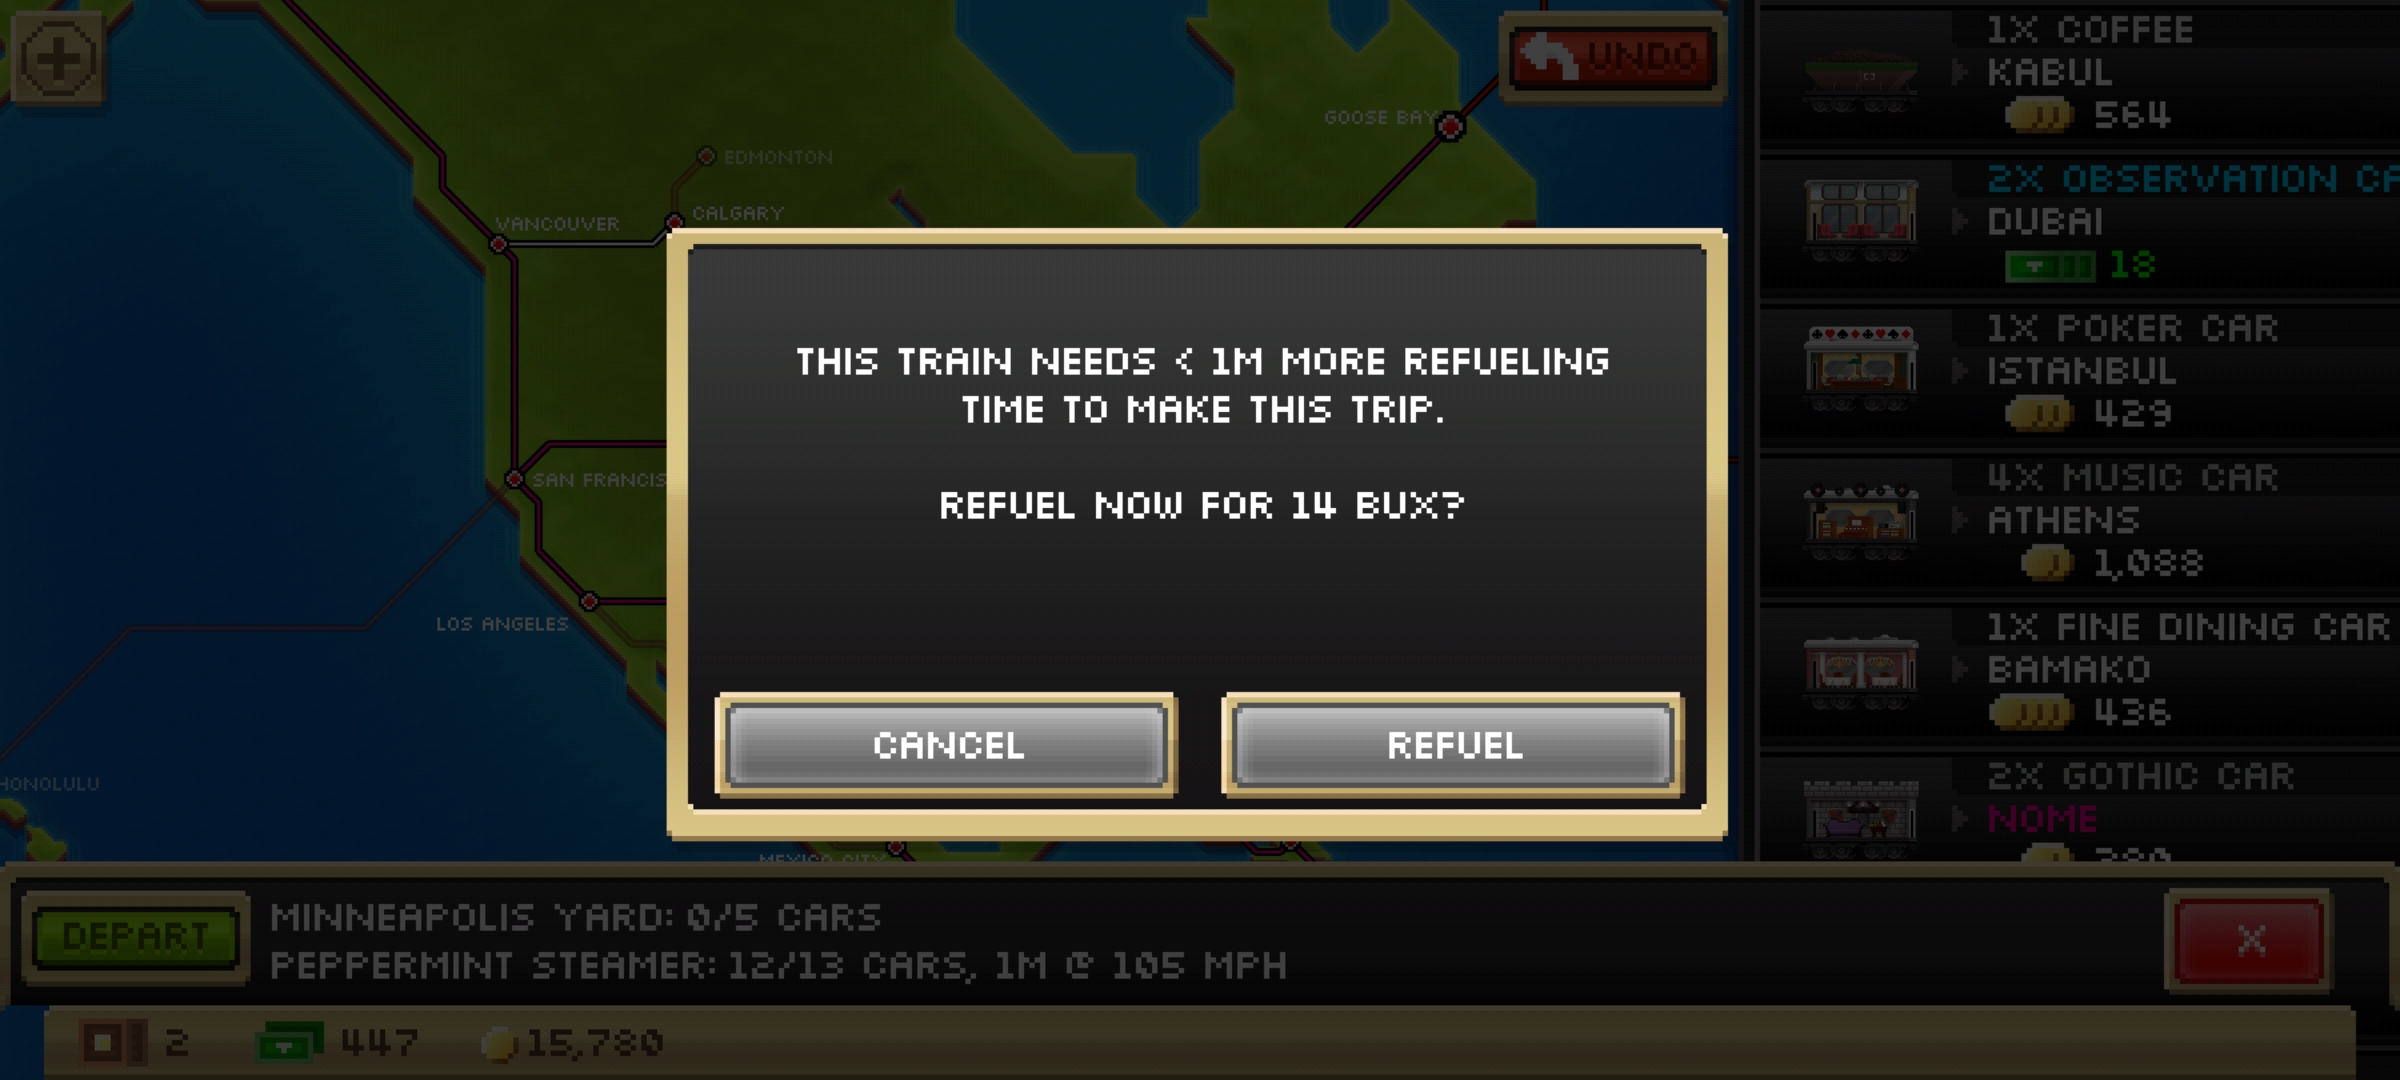 UNDO
GOOSE BAY
EDMONTON
CALGARY
VANCOUVER
SAN FRANCIS
LOS ANGELES
HONOLULU
MEXICO CITY
THIS TRAIN NEEDS < 1M MORE REFUELING
TIME TO MAKE THIS TRIP.
REFUEL NOW FOR 14 BUX?
CANCEL
REFUEL
1X COFFEE
KABUL
564
2X OBSERVATION CA
DUBAI
18
1X POKER CAR
ISTANBUL
429
4X MUSIC CAR
ATHENS
1,088
1X FINE DINING CAR
BAMAKO
436
2X GOTHIC CAR
NOME
DEPART
MINNEAPOLIS YARD: 0/5 CARS
PEPPERMINT STEAMER: 12/13 CARS, 1M @ 105 MPH
X
2
447
15,780